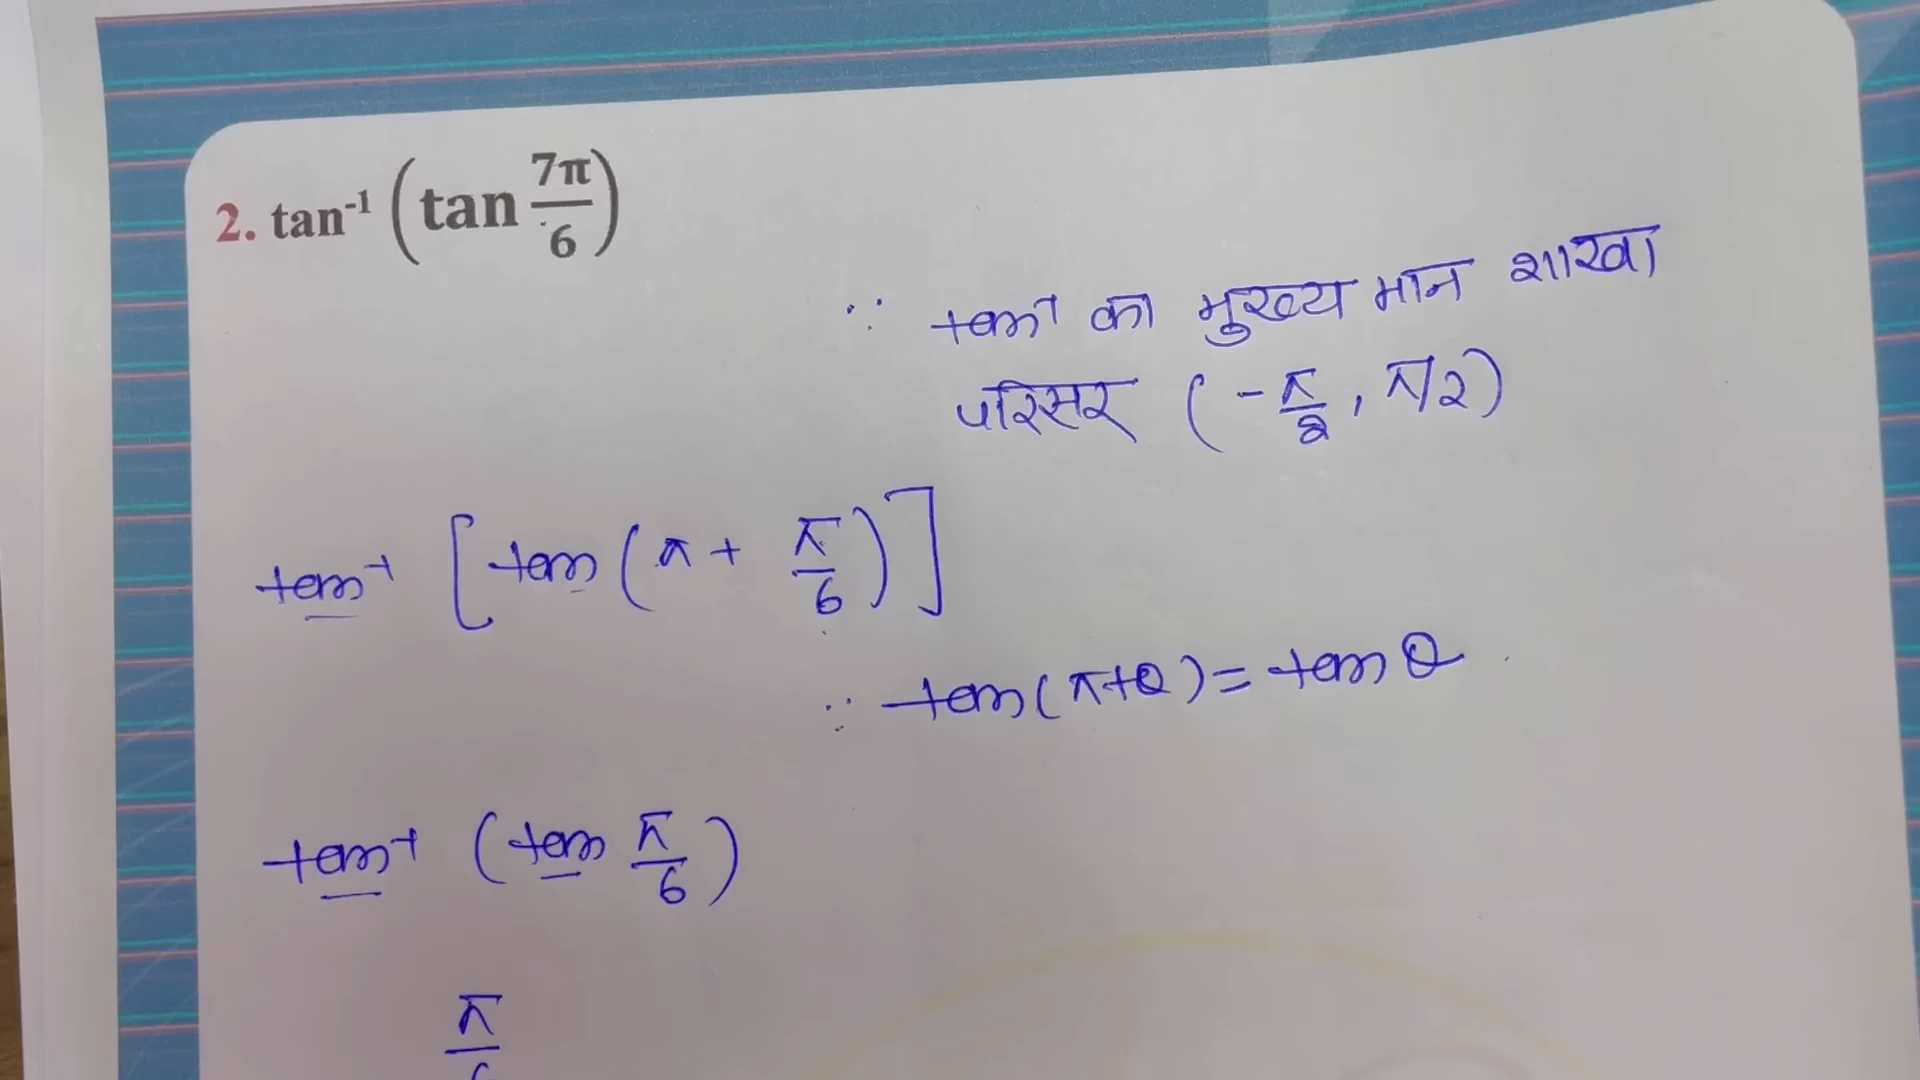 2. tan⁻¹ (tan 7π/6)
∵ tan⁻¹ का मुख्य मान शाखा
परिसर (-π/2, π/2)
tan⁻¹ [tan (π + π/6)]
∵ tan(π+θ) = tan θ
tan⁻¹ (tan π/6)
π/6